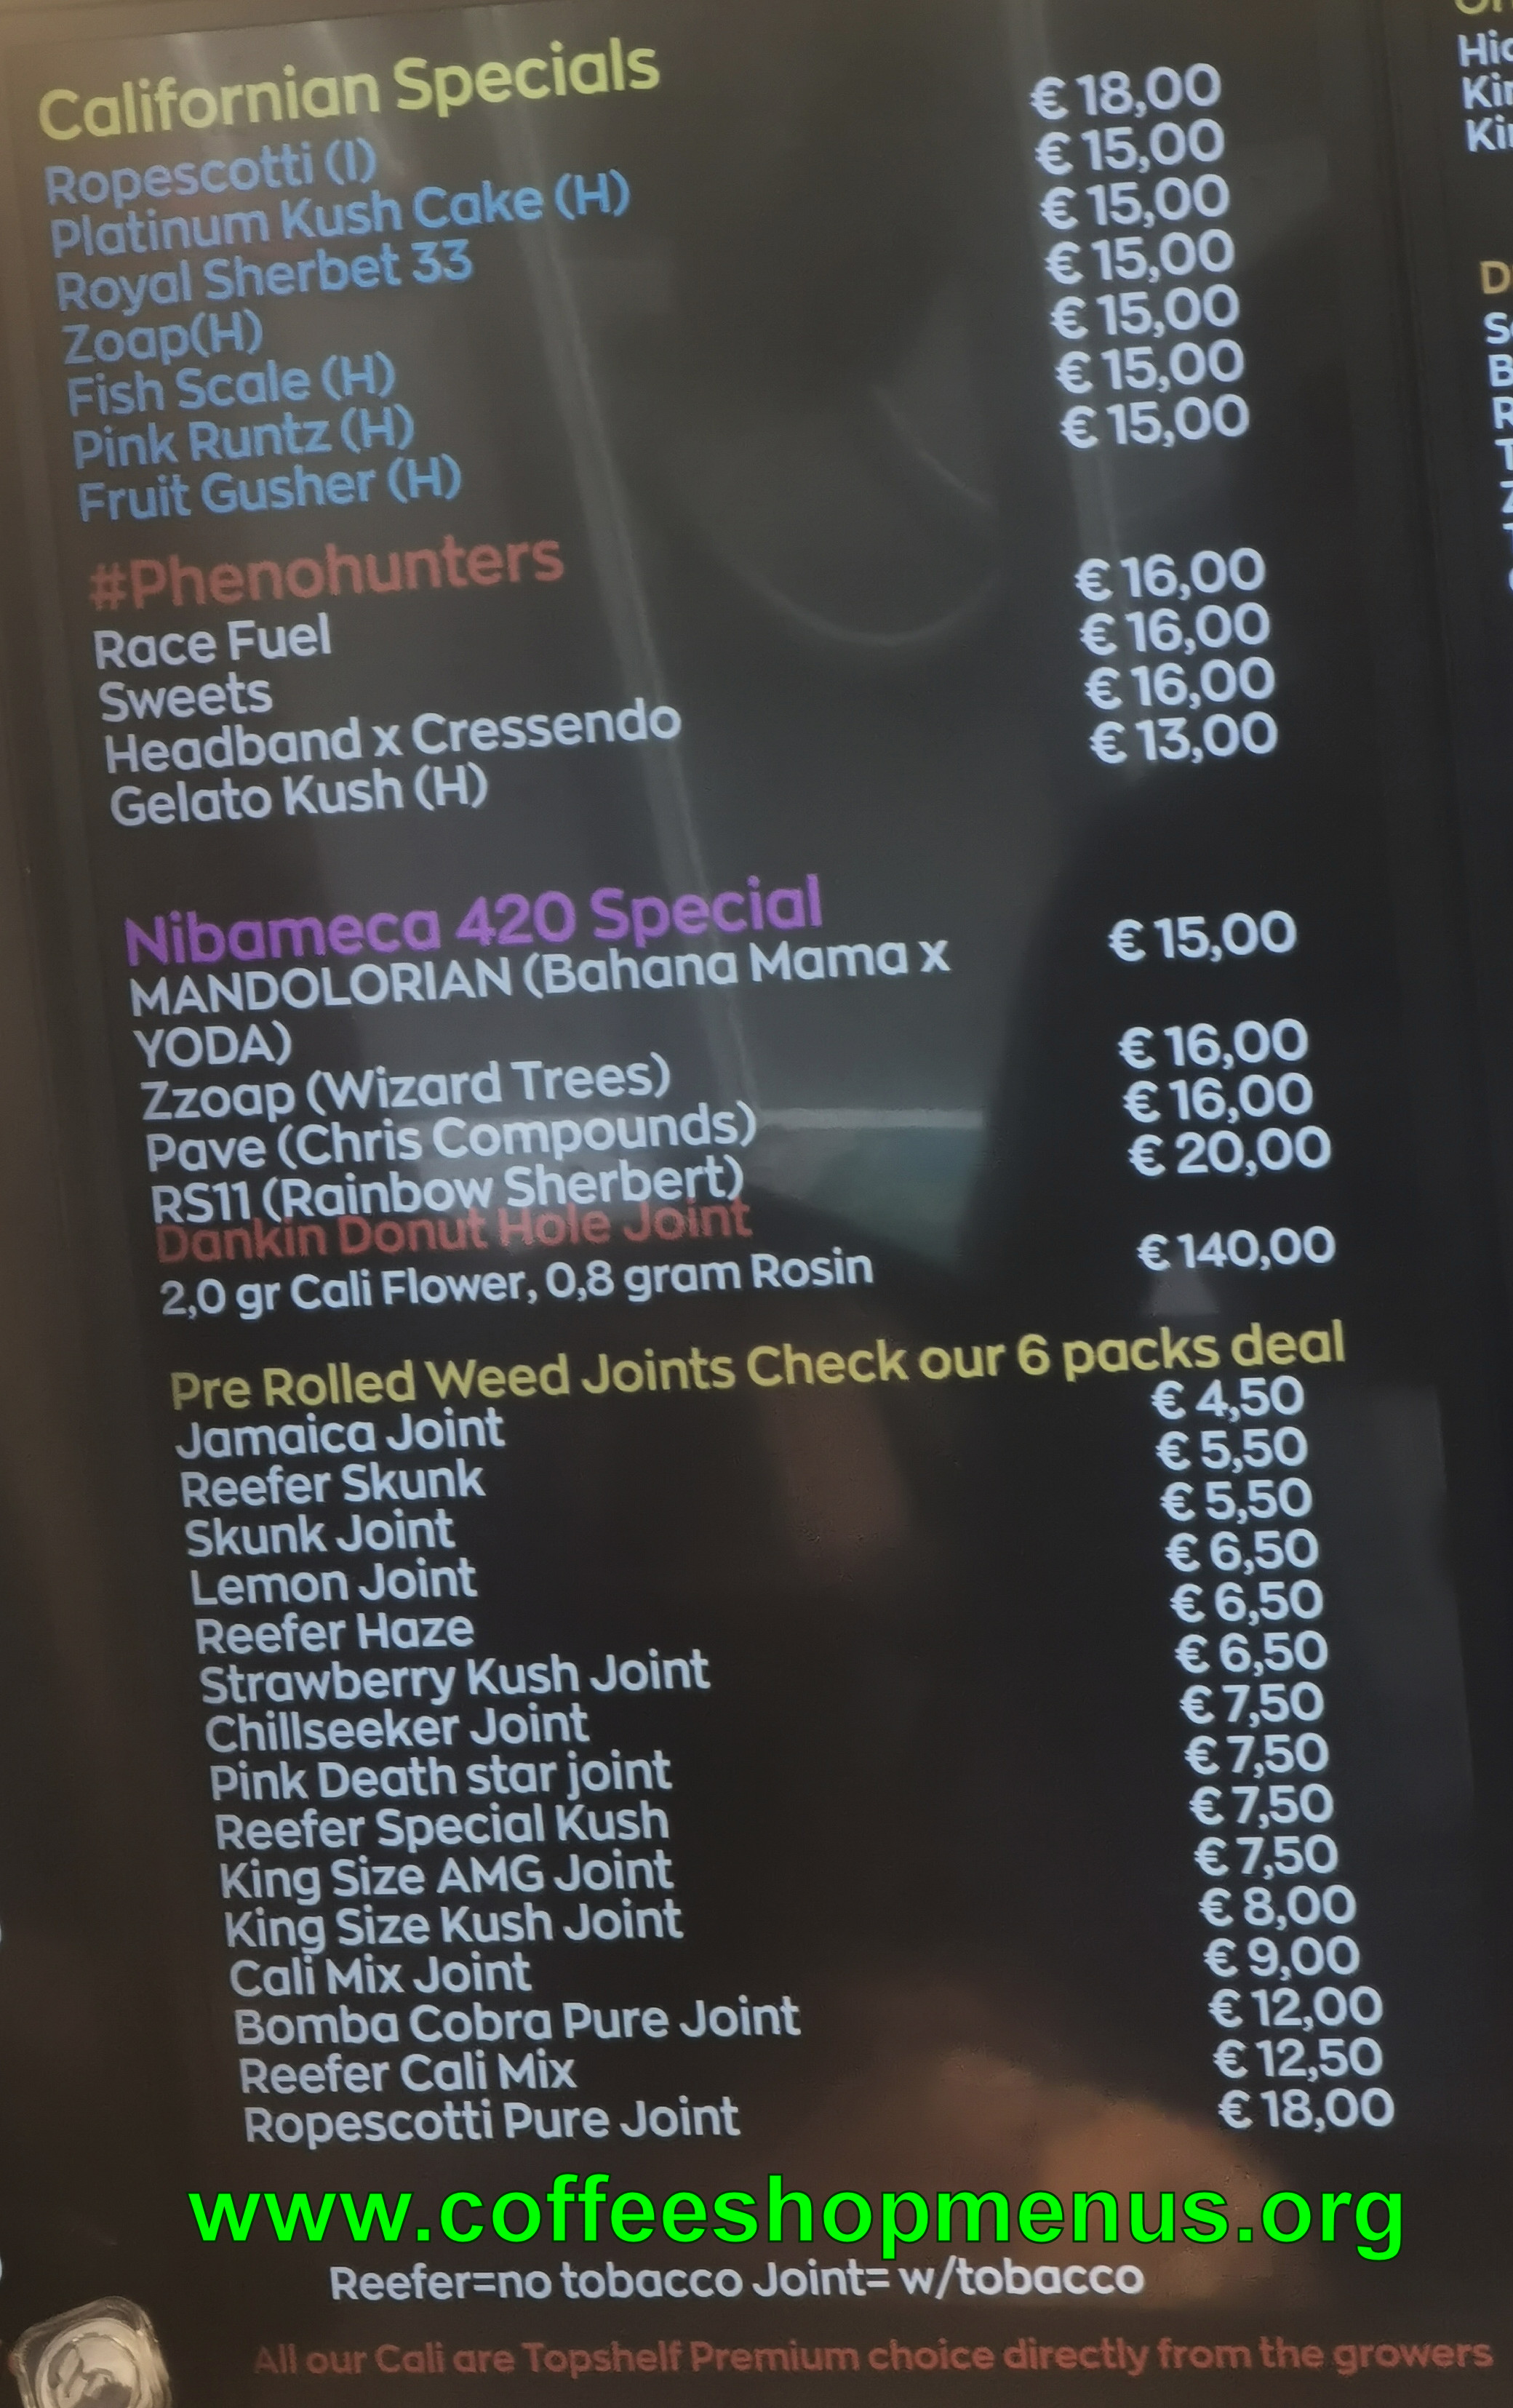 Californian Specials
Ropescotti (I) € 18,00
Platinum Kush Cake (H) € 15,00
Royal Sherbet 33 € 15,00
Zoap(H) € 15,00
Fish Scale (H) € 15,00
Pink Runtz (H) € 15,00
Fruit Gusher (H) € 15,00
#Phenohunters
Race Fuel € 16,00
Sweets € 16,00
Headband x Cressendo € 16,00
Gelato Kush (H) € 13,00
Nibameca 420 Special
MANDOLORIAN (Bahana Mama x € 15,00
YODA)
Zzoap (Wizard Trees) € 16,00
Pave (Chris Compounds) € 16,00
RS11 (Rainbow Sherbert) € 20,00
Dankin Donut Hole Joint
2,0 gr Cali Flower, 0,8 gram Rosin € 140,00
Pre Rolled Weed Joints Check our 6 packs deal
Jamaica Joint € 4,50
Reefer Skunk € 5,50
Skunk Joint € 5,50
Lemon Joint € 6,50
Reefer Haze € 6,50
Strawberry Kush Joint € 6,50
Chillseeker Joint € 7,50
Pink Death star joint € 7,50
Reefer Special Kush € 7,50
King Size AMG Joint € 7,50
King Size Kush Joint € 8,00
Cali Mix Joint € 9,00
Bomba Cobra Pure Joint € 12,00
Reefer Cali Mix € 12,50
Ropescotti Pure Joint € 18,00
www.coffeeshopmenus.org
Reefer=no tobacco Joint= w/tobacco
All our Cali are Topshelf Premium choice directly from the growers